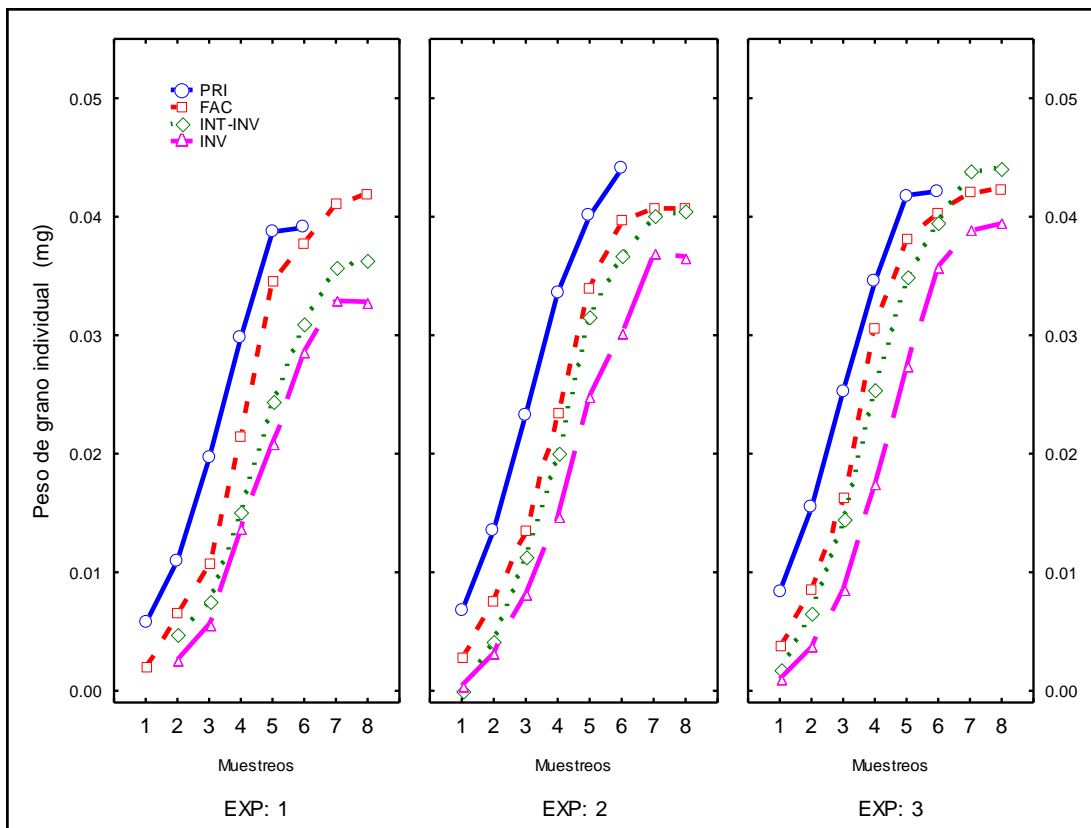 PRI
FAC
INT-INV
INV
Peso de grano individual (mg)
0.05 0.05
0.04 0.04
0.03 0.03
0.02 0.02
0.01 0.01
0.00 0.00
1 2 3 4 5 6 7 8 1 2 3 4 5 6 7 8 1 2 3 4 5 6 7 8
Muestreos Muestreos Muestreos
EXP: 1 EXP: 2 EXP: 3